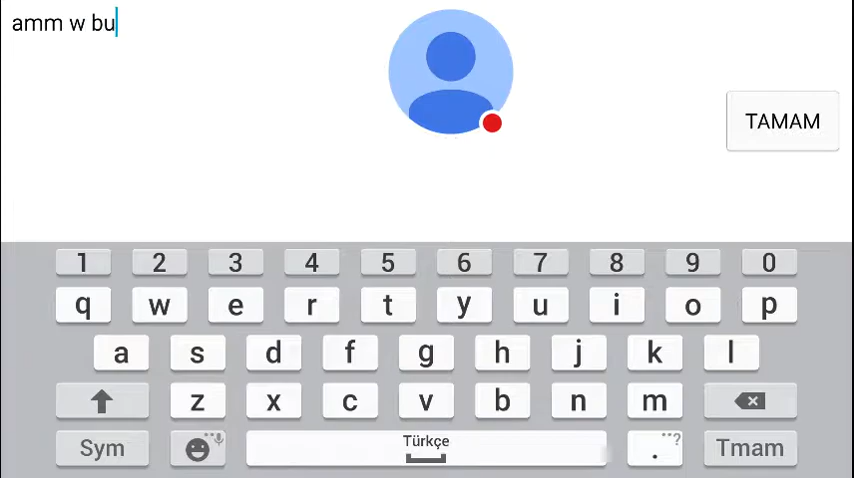 amm w bu
TAMAM
1 2 3 4 5 6 7 8 9 0
q w e r t y u i o p
a s d f g h j k l
z x c v b n m
Sym Türkçe . ? Tmam